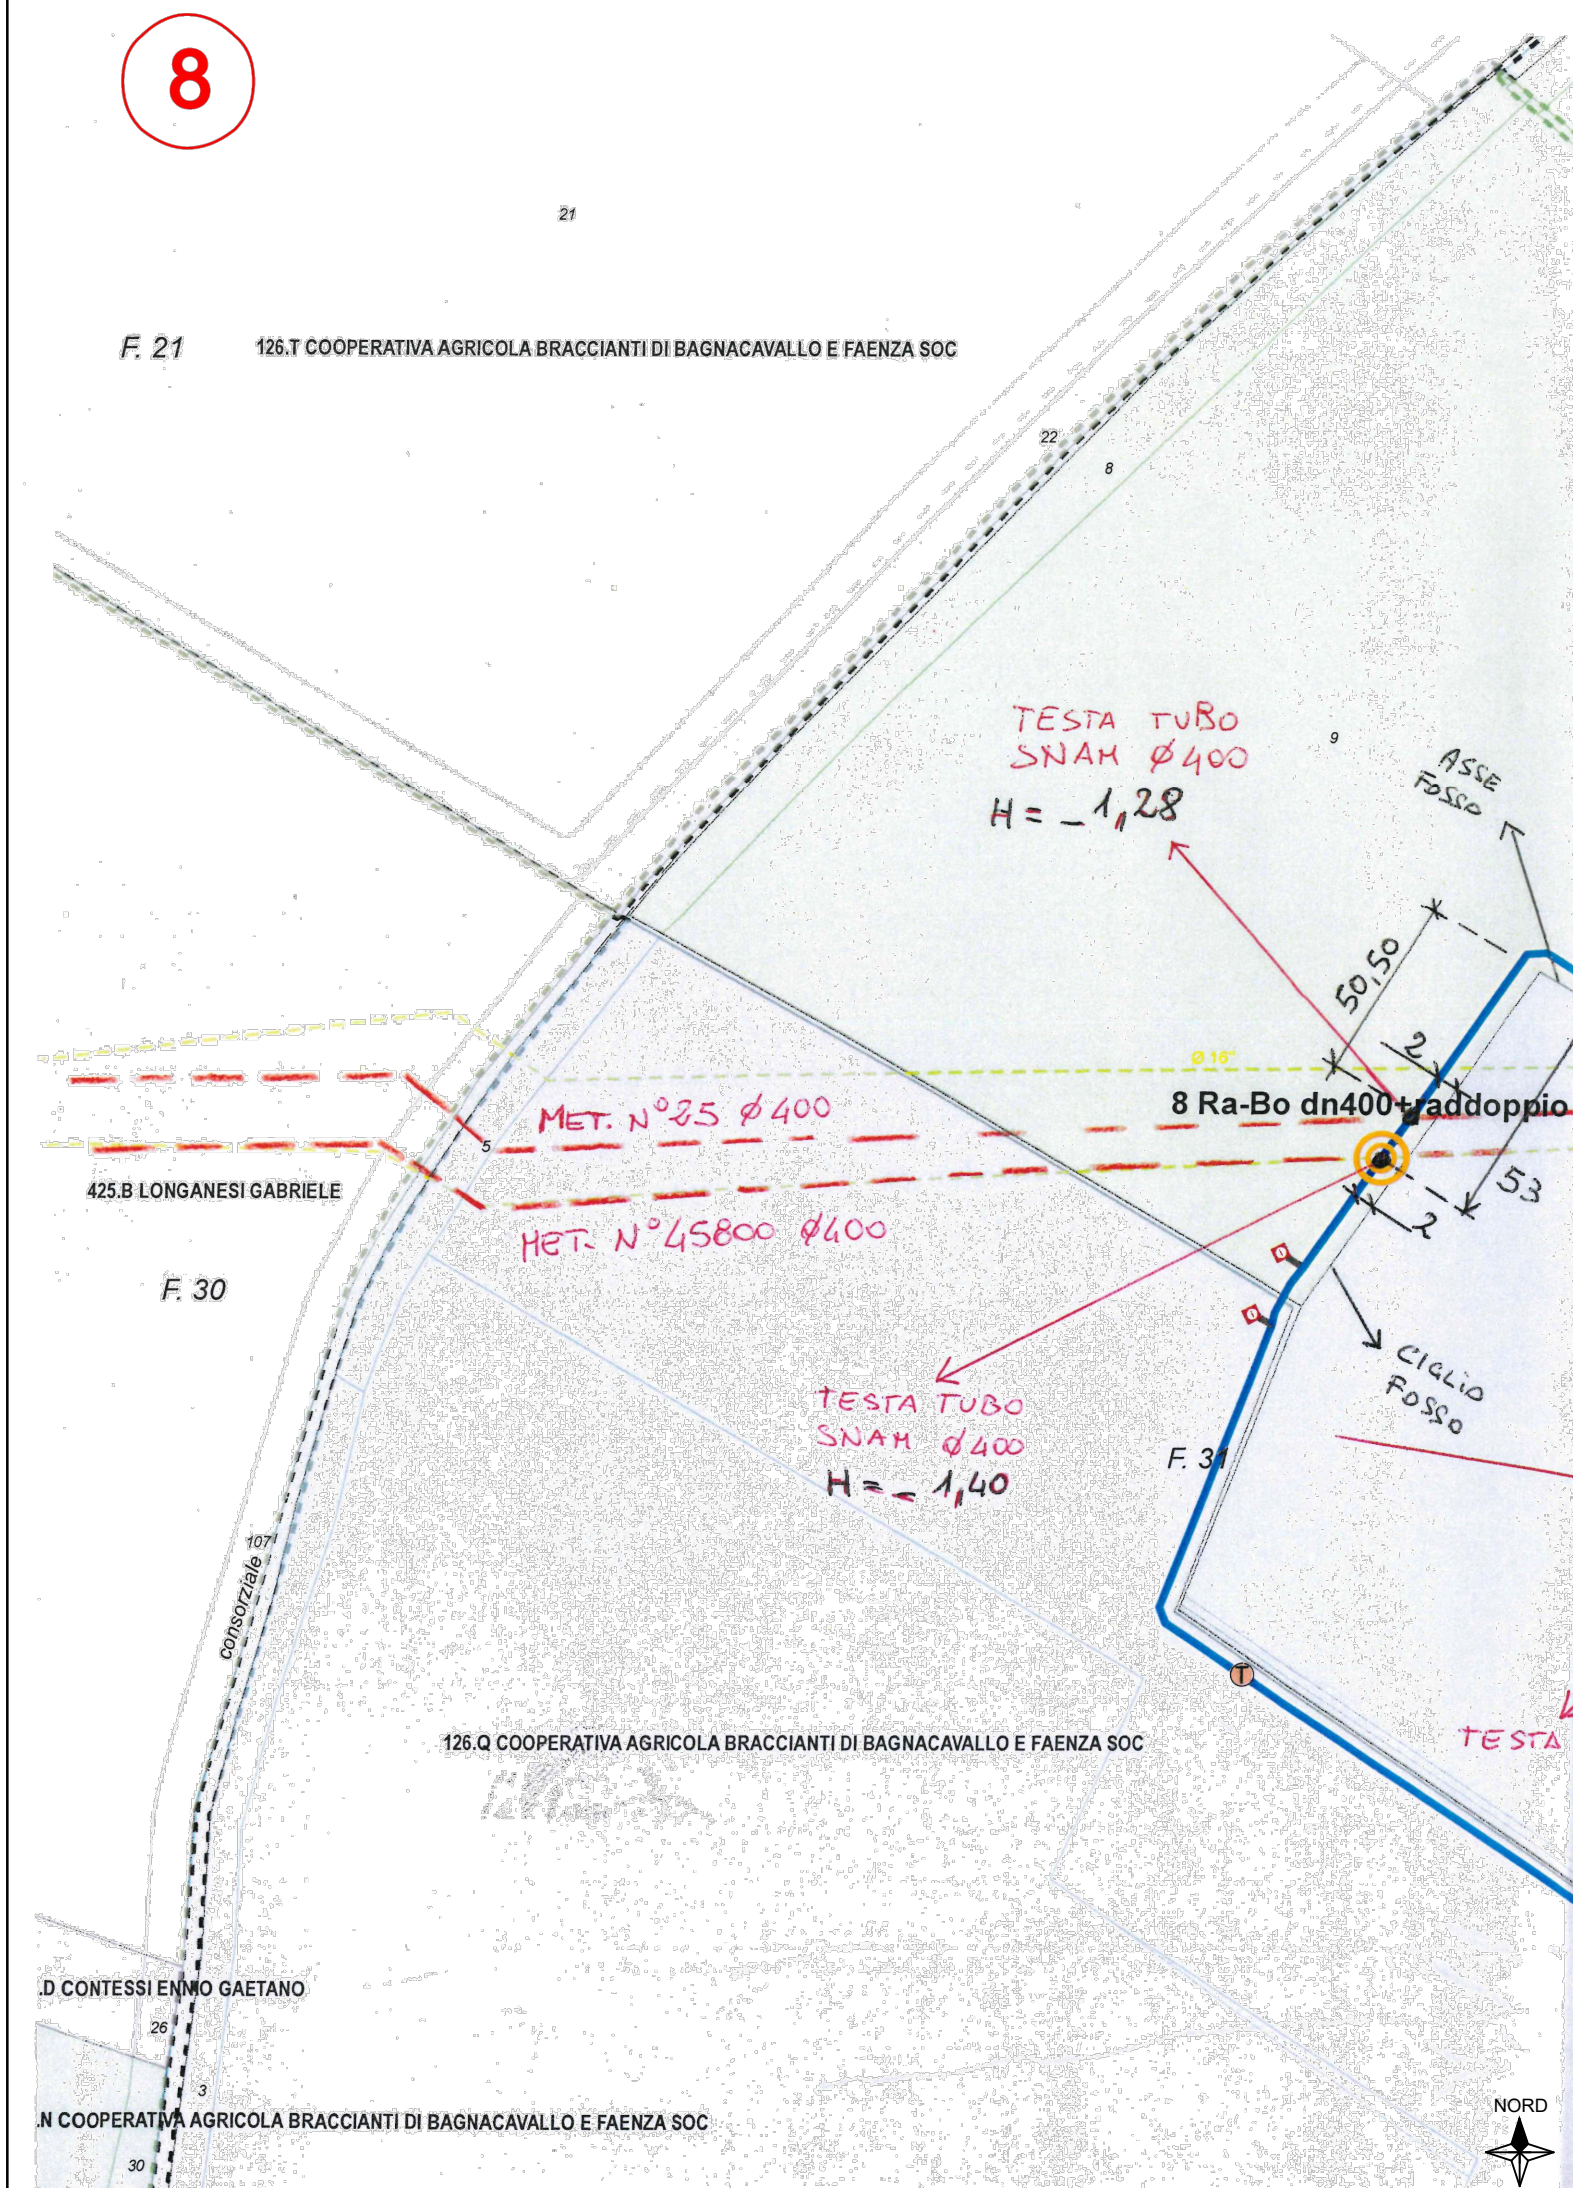 8
21
F. 21
126.T COOPERATIVA AGRICOLA BRACCIANTI DI BAGNACAVALLO E FAENZA SOC
22
8
TESTA TUBO
SNAM Ø400
H = - 1,28
9
ASSE
FOSSO
50,50
2
Ø 16"
8 Ra-Bo dn400+raddoppio
MET. N°25 Ø400
5
425.B LONGANESI GABRIELE
MET. N°45800 Ø400
53
2
F. 30
CIGLIO
FOSSO
TESTA TUBO
SNAM Ø400
H = - 1,40
F. 31
107
consorziale
T
TESTA
126.Q COOPERATIVA AGRICOLA BRACCIANTI DI BAGNACAVALLO E FAENZA SOC
.D CONTESSI ENNIO GAETANO
26
3
.N COOPERATIVA AGRICOLA BRACCIANTI DI BAGNACAVALLO E FAENZA SOC
30
NORD